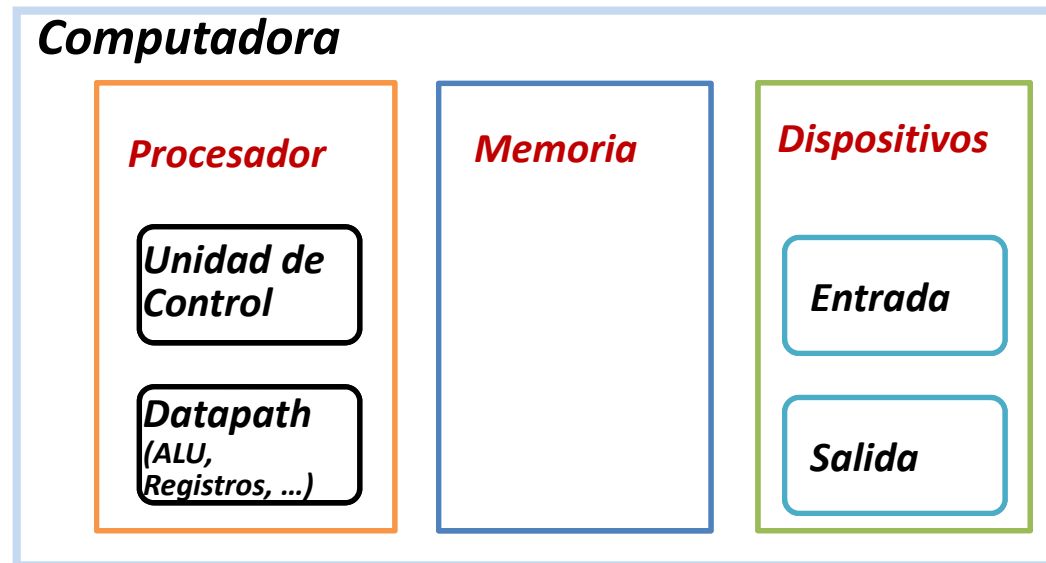 Computadora
Procesador
Unidad de
Control
Datapath
(ALU,
Registros, …)
Memoria
Dispositivos
Entrada
Salida